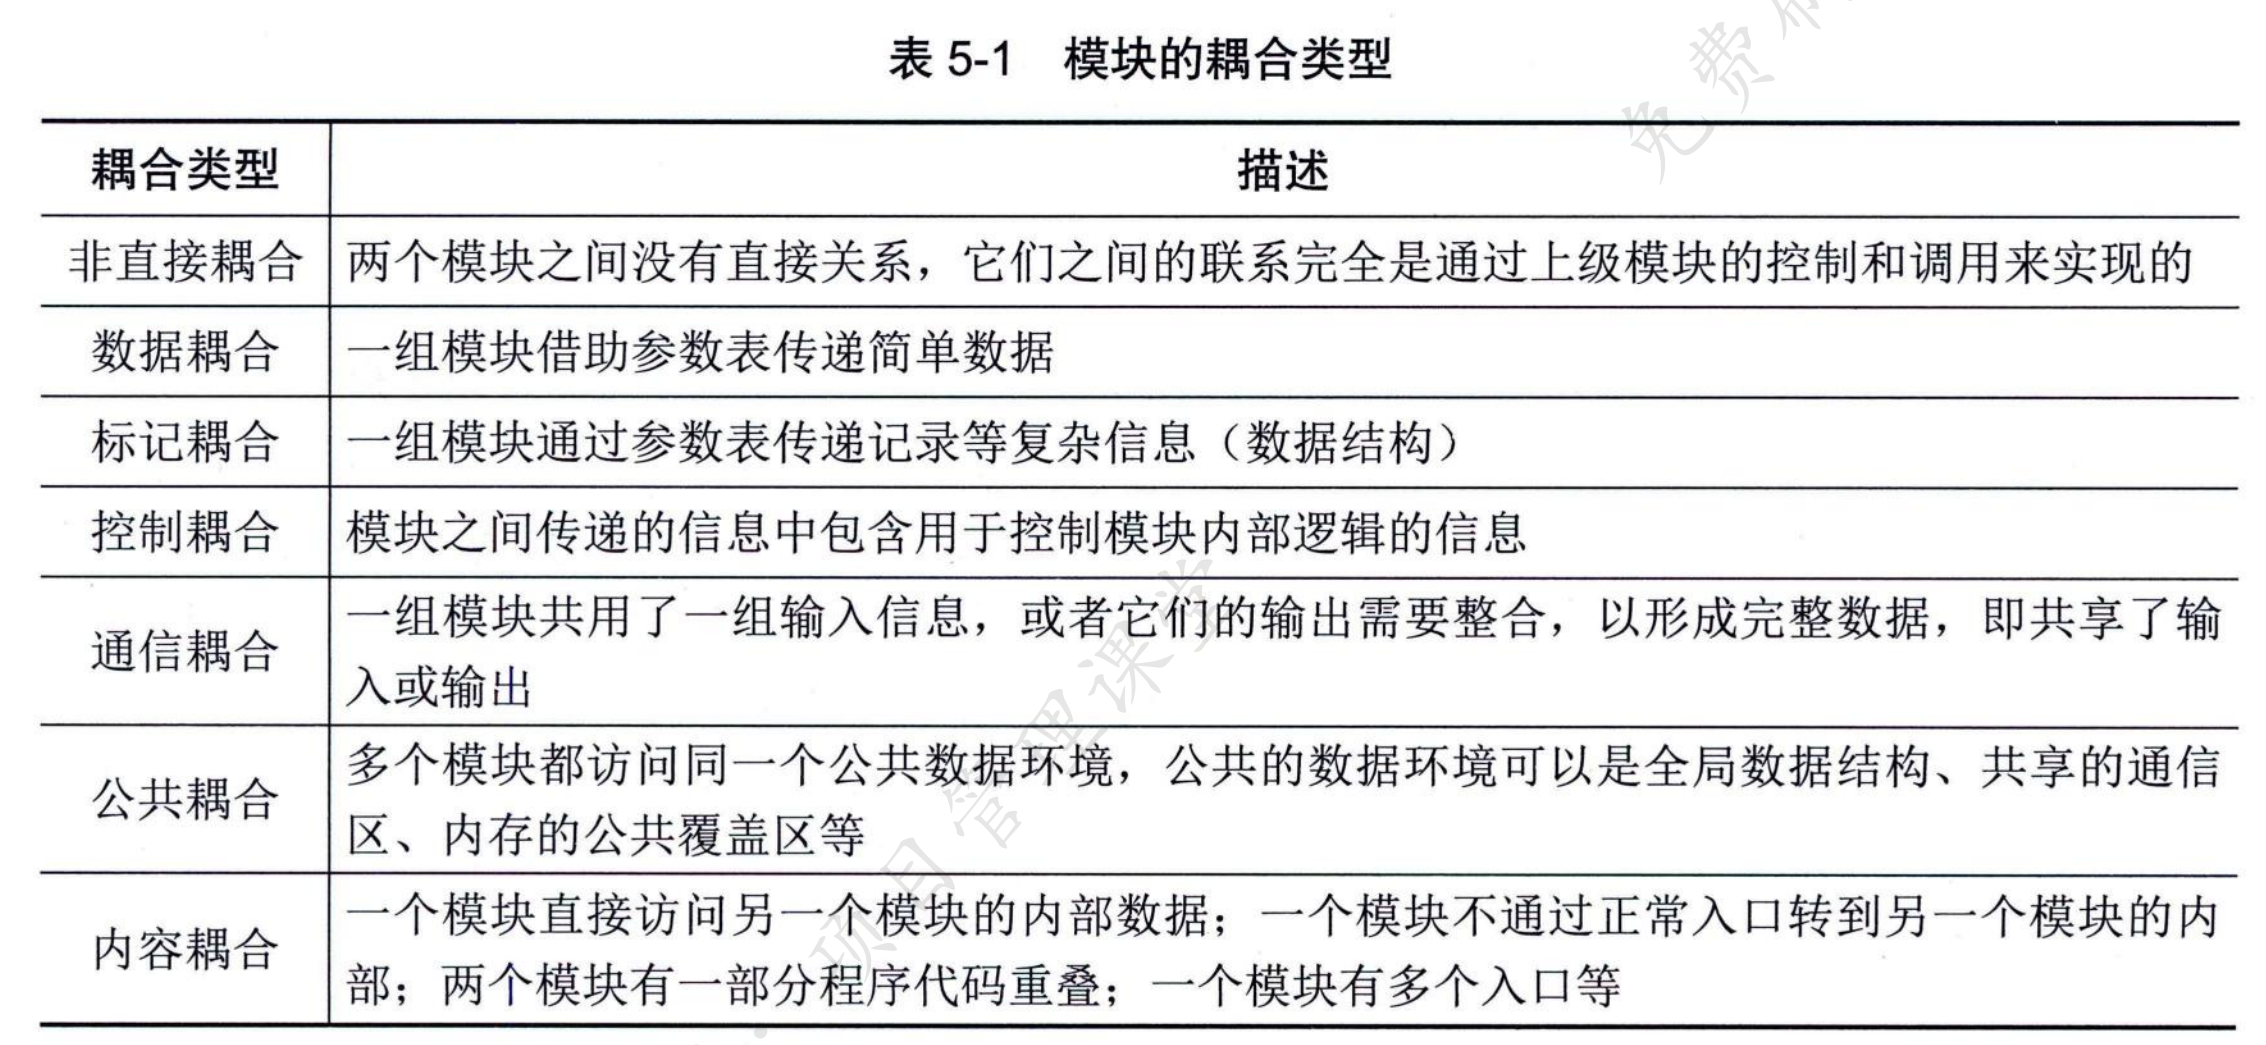 免费布
表 5-1 模块的耦合类型
耦合类型 描述
非直接耦合 两个模块之间没有直接关系，它们之间的联系完全是通过上级模块的控制和调用来实现的
数据耦合 一组模块借助参数表传递简单数据
标记耦合 一组模块通过参数表传递记录等复杂信息（数据结构）
控制耦合 模块之间传递的信息中包含用于控制模块内部逻辑的信息
通信耦合 一组模块共用了一组输入信息，或者它们的输出需要整合，以形成完整数据，即共享了输
入或输出
公共耦合 多个模块都访问同一个公共数据环境，公共的数据环境可以是全局数据结构、共享的通信
区、内存的公共覆盖区等
内容耦合 一个模块直接访问另一个模块的内部数据；一个模块不通过正常入口转到另一个模块的内
部；两个模块有一部分程序代码重叠；一个模块有多个入口等
项目管理课堂